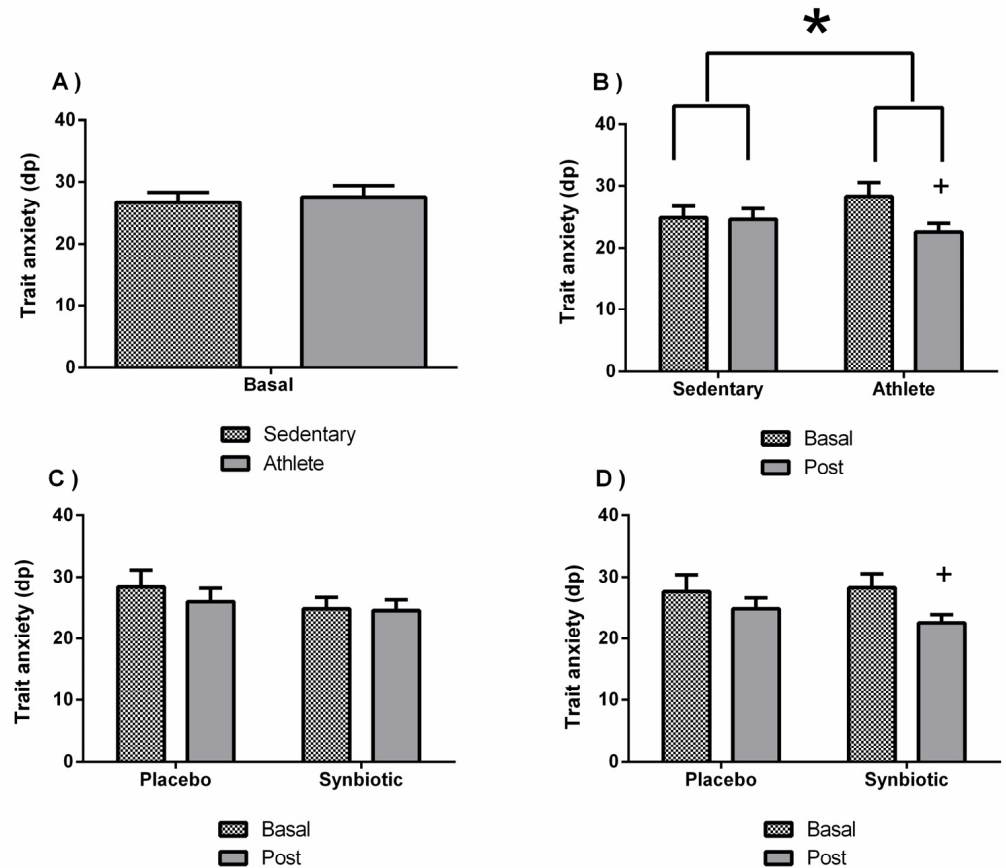 *
A )
Trait anxiety (dp)
40
30
20
10
0
Basal
Sedentary
Athlete
B )
Trait anxiety (dp)
40
30
20
10
0
+
Sedentary
Athlete
Basal
Post
C )
Trait anxiety (dp)
40
30
20
10
0
Placebo
Synbiotic
Basal
Post
D )
Trait anxiety (dp)
40
30
20
10
0
+
Placebo
Synbiotic
Basal
Post